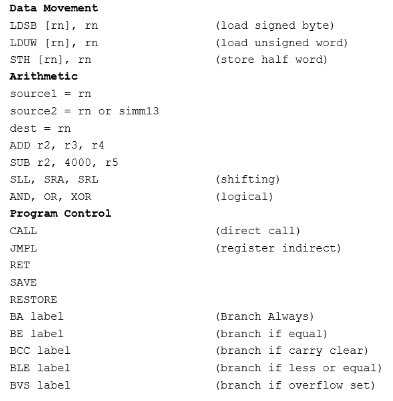 Data Movement
LDSB [rn], rn (load signed byte)
LDUW [rn], rn (load unsigned word)
STH [rn], rn (store half word)
Arithmetic
source1 = rn
source2 = rn or simm13
dest = rn
ADD r2, r3, r4
SUB r2, 4000, r5
SLL, SRA, SRL (shifting)
AND, OR, XOR (logical)
Program Control
CALL (direct call)
JMPL (register indirect)
RET
SAVE
RESTORE
BA label (Branch Always)
BE label (branch if equal)
BCC label (branch if carry clear)
BLE label (branch if less or equal)
BVS label (branch if overflow set)